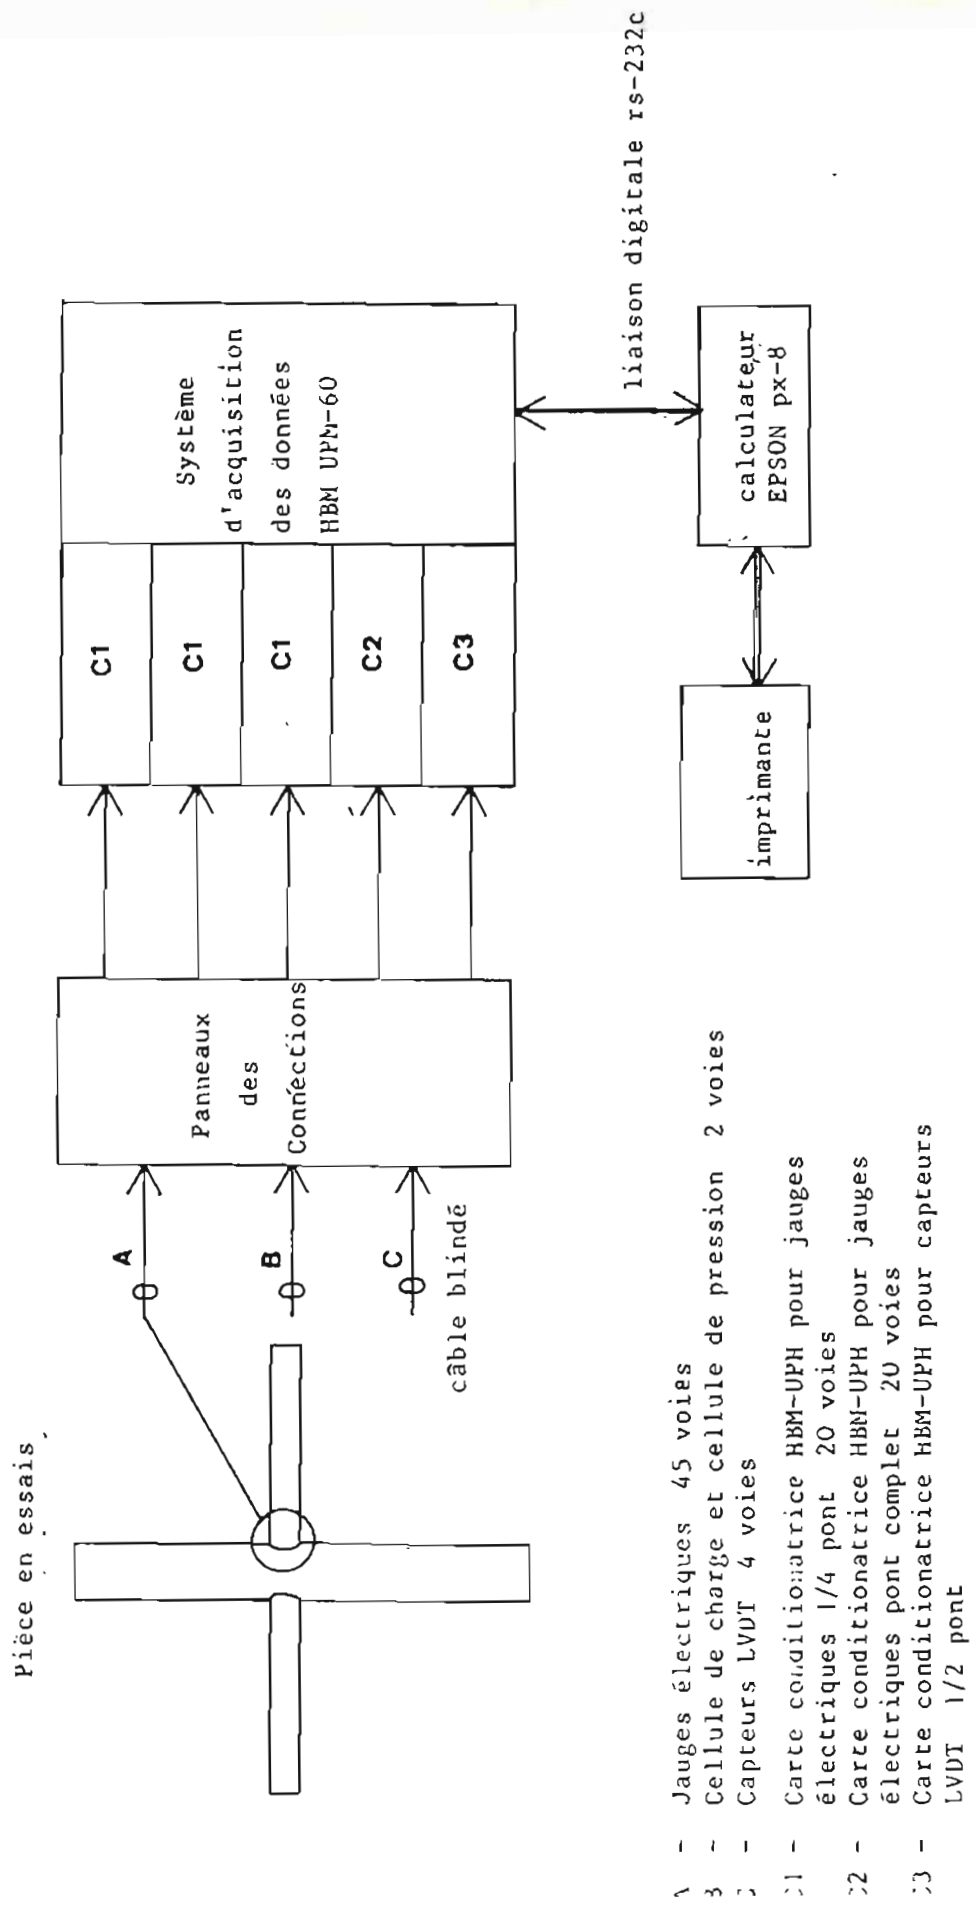 Pièce en essais
A
B
C
câble blindé
Panneaux
des
Connéctions
C1
C1
C1
C2
C3
Système
d'acquisition
des données
HBM UPM-60
liaison digitale rs-232c
calculateur
EPSON px-8
imprimante
A - Jauges électriques 45 voies
B - Cellule de charge et cellule de pression 2 voies
C - Capteurs LVDT 4 voies
C1 - Carte conditionatrice HBM-UPH pour jauges
électriques 1/4 pont 20 voies
C2 - Carte conditionatrice HBM-UPH pour jauges
électriques pont complet 20 voies
C3 - Carte conditionatrice HBM-UPH pour capteurs
LVDT 1/2 pont